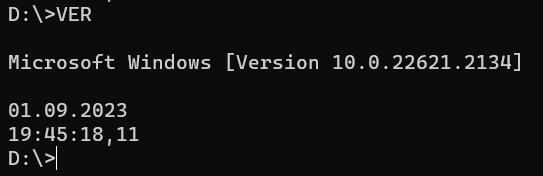 D:\>VER
Microsoft Windows [Version 10.0.22621.2134]
01.09.2023
19:45:18,11
D:\>